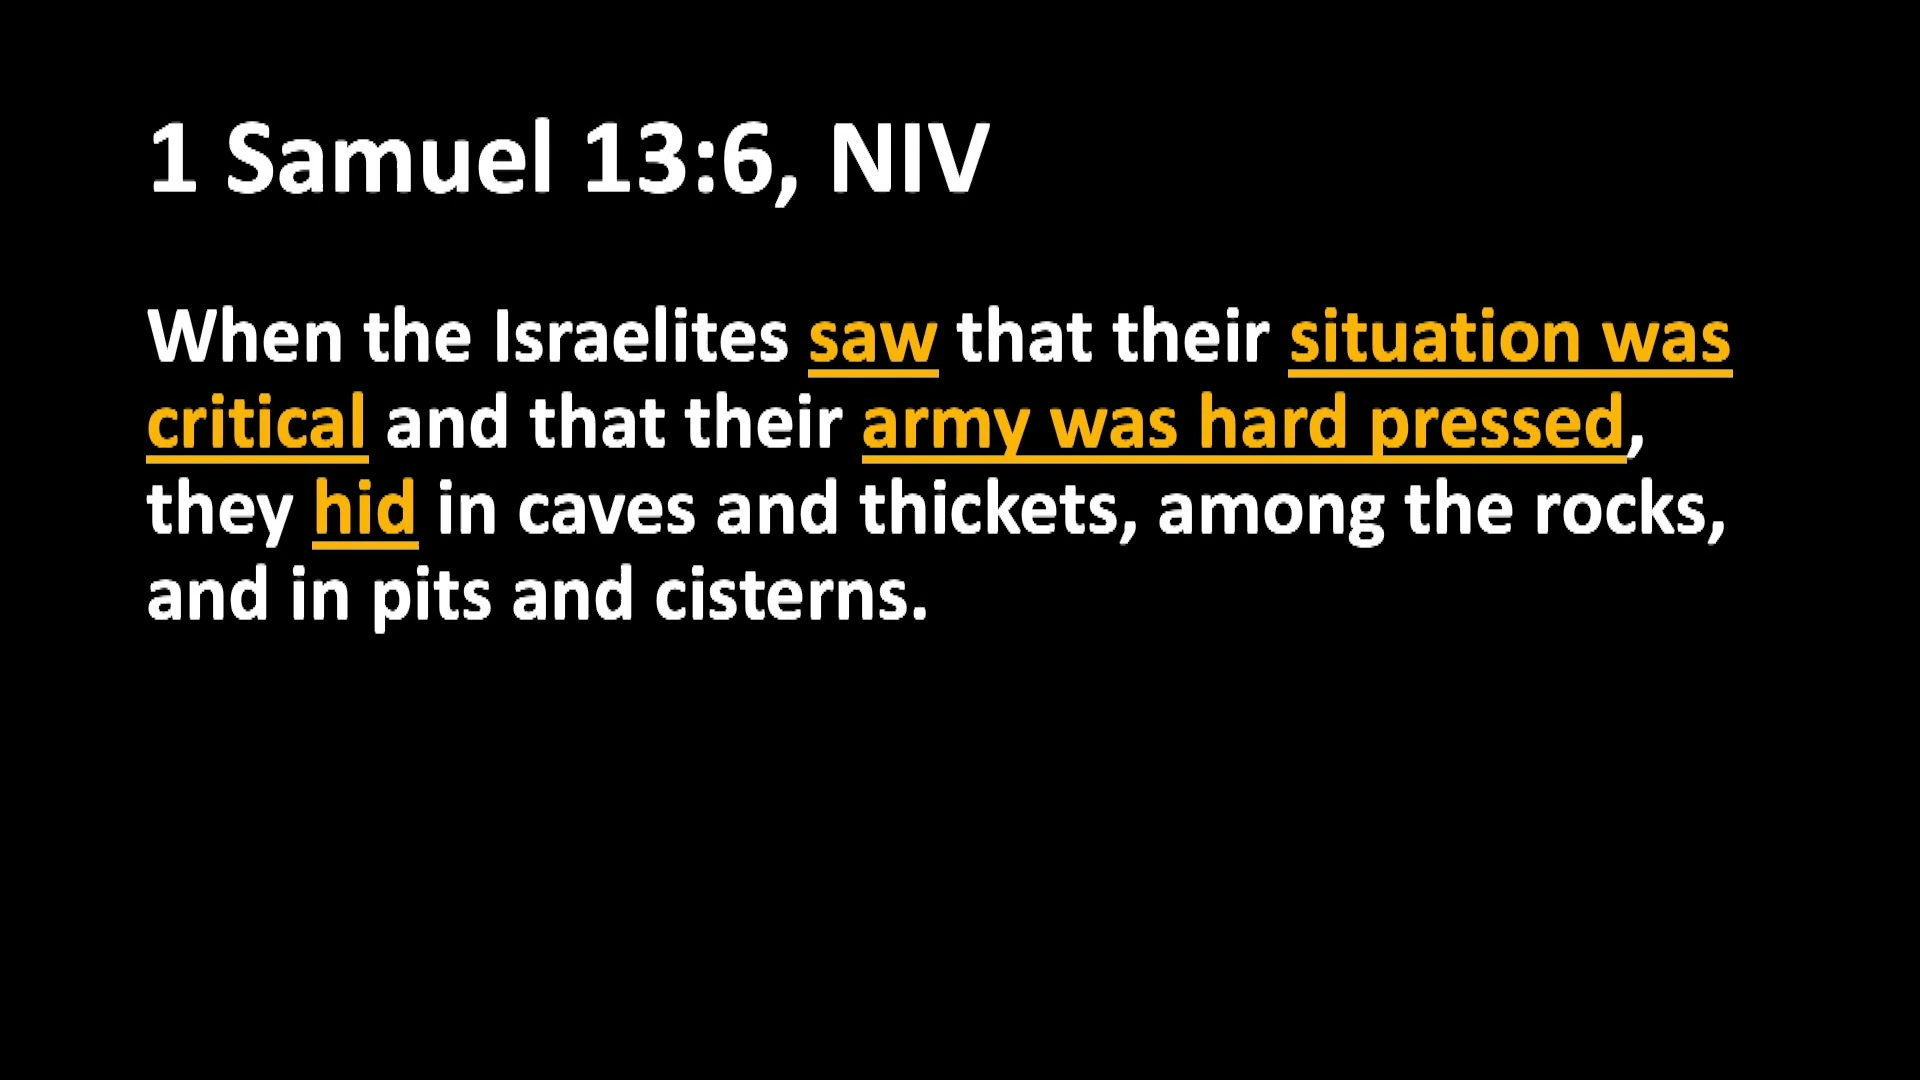 1 Samuel 13:6, NIV
When the Israelites saw that their situation was
critical and that their army was hard pressed,
they hid in caves and thickets, among the rocks,
and in pits and cisterns.